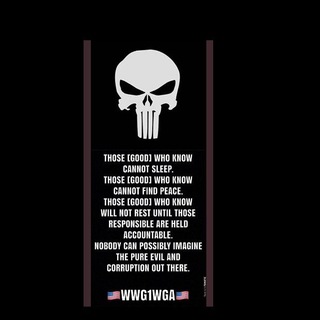 THOSE [GOOD] WHO KNOW
CANNOT SLEEP.
THOSE [GOOD] WHO KNOW
CANNOT FIND PEACE.
THOSE [GOOD] WHO KNOW
WILL NOT REST UNTIL THOSE
RESPONSIBLE ARE HELD
ACCOUNTABLE.
NOBODY CAN POSSIBLY IMAGINE
THE PURE EVIL AND
CORRUPTION OUT THERE.
🇺🇸WWG1WGA🇺🇸